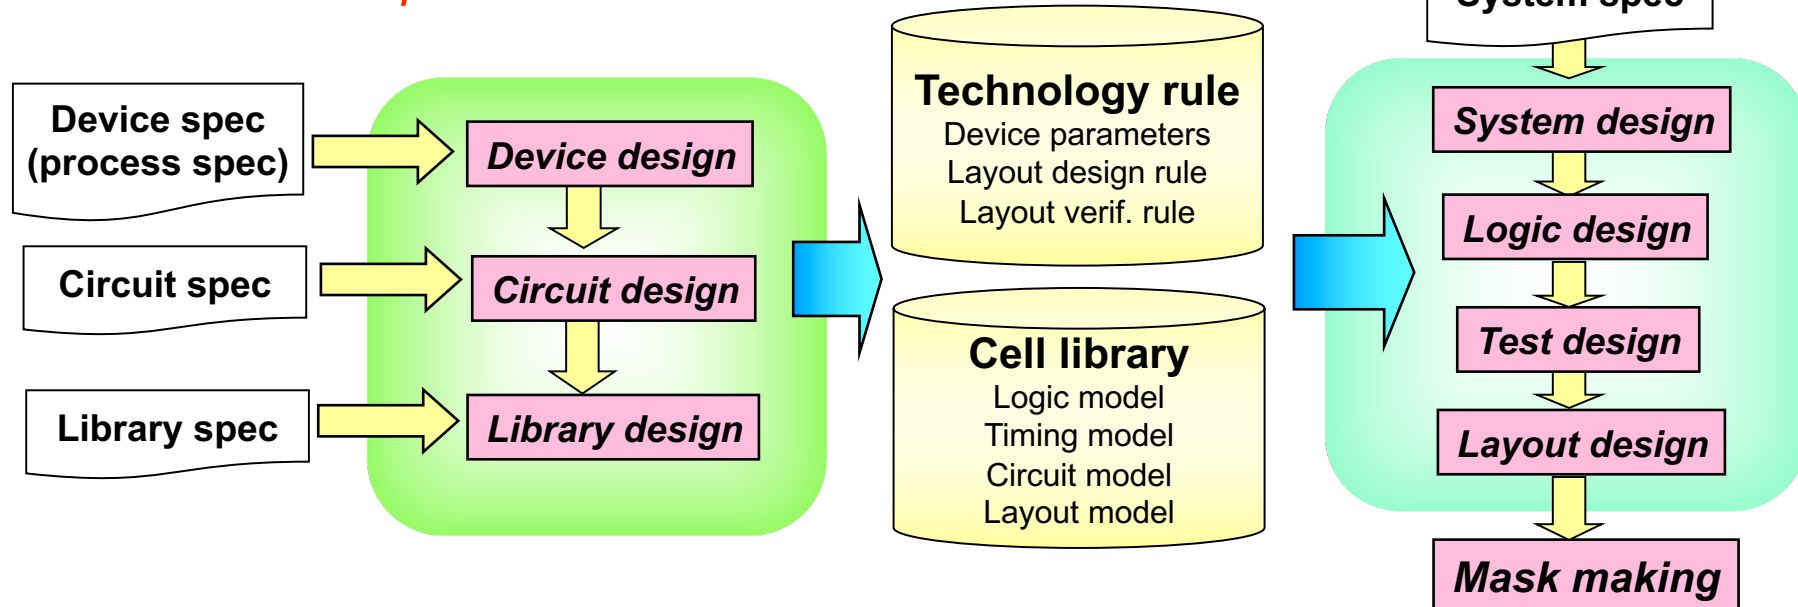 System spec
Device spec
(process spec)
Device design
Circuit spec
Circuit design
Library spec
Library design
Technology rule
Device parameters
Layout design rule
Layout verif. rule
Cell library
Logic model
Timing model
Circuit model
Layout model
System design
Logic design
Test design
Layout design
Mask making